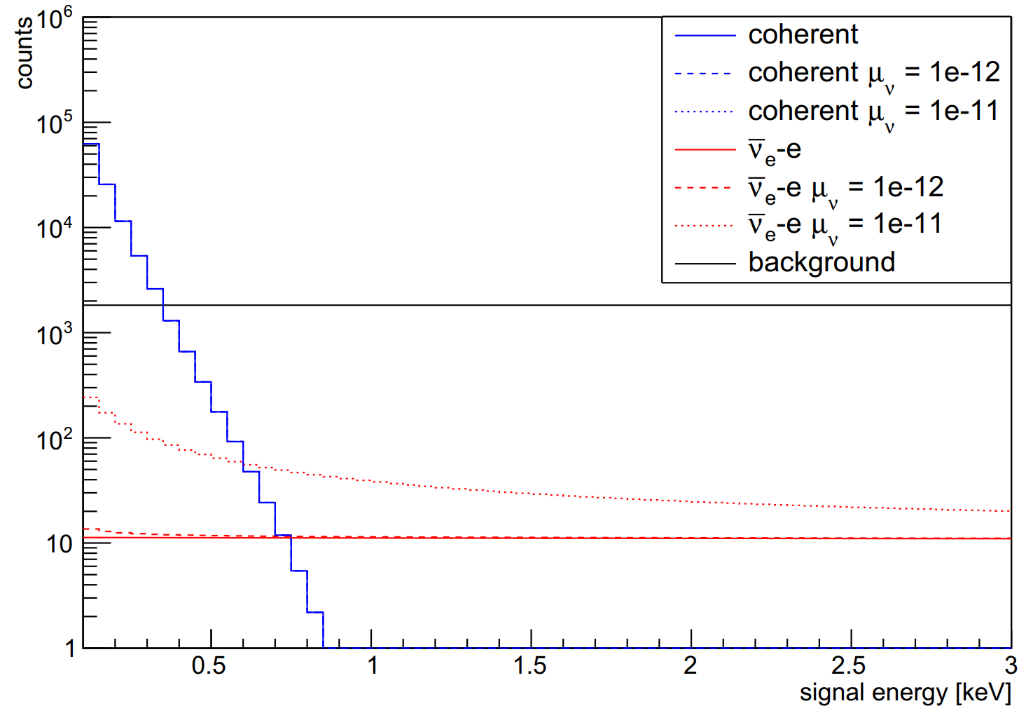 counts
10⁶
10⁵
10⁴
10³
10²
10
1
coherent
coherent μ_ν = 1e-12
coherent μ_ν = 1e-11
ν̅_e-e
ν̅_e-e μ_ν = 1e-12
ν̅_e-e μ_ν = 1e-11
background
0.5 1 1.5 2 2.5 3
signal energy [keV]